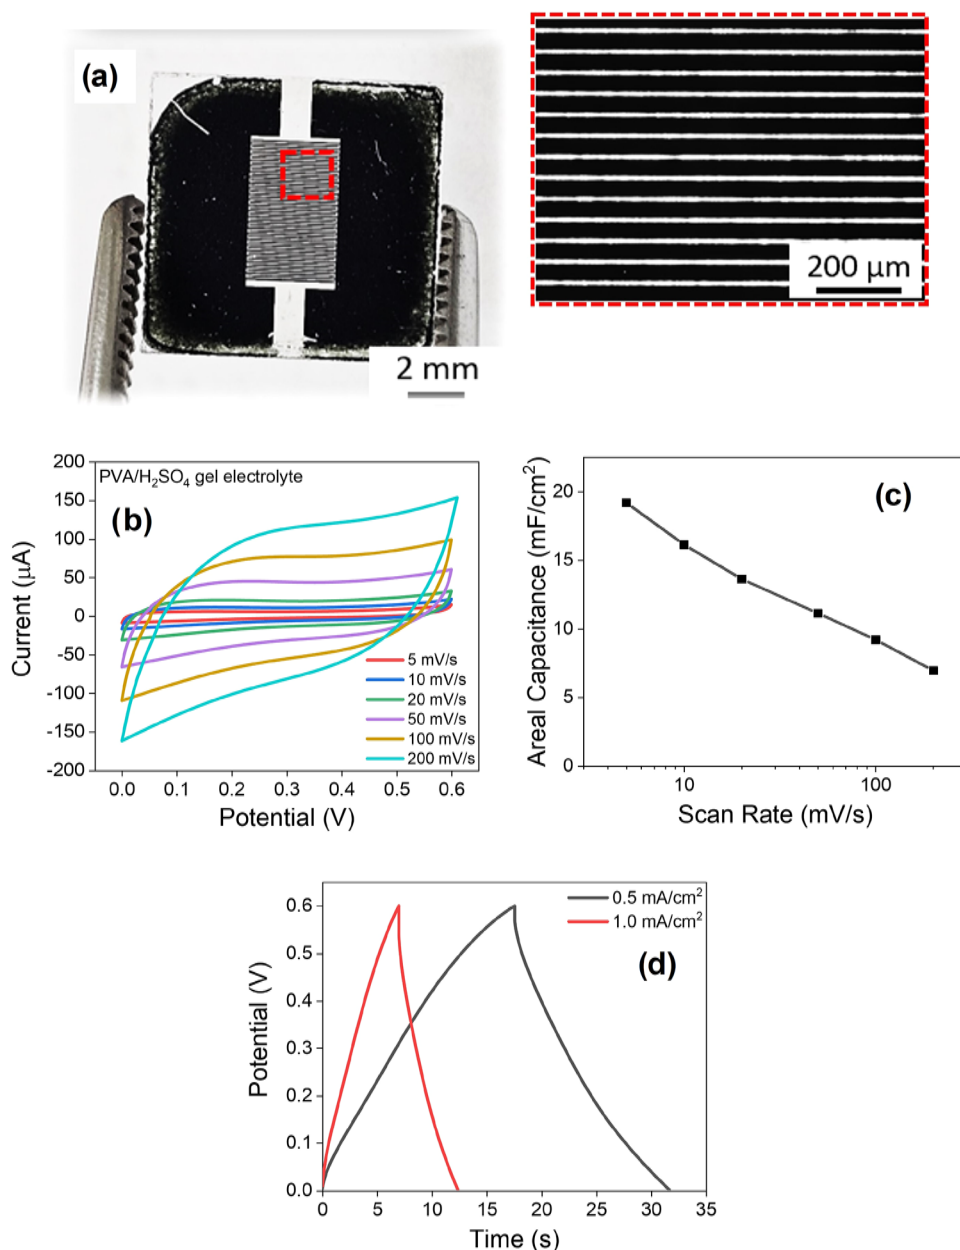 (a)
2 mm
200 µm
PVA/H₂SO₄ gel electrolyte
(b)
200
150
100
50
0
-50
-100
-150
-200
Current (µA)
0.0 0.1 0.2 0.3 0.4 0.5 0.6
Potential (V)
5 mV/s
10 mV/s
20 mV/s
50 mV/s
100 mV/s
200 mV/s
(c)
20
15
10
5
0
Areal Capacitance (mF/cm²)
10 100
Scan Rate (mV/s)
(d)
0.5 mA/cm²
1.0 mA/cm²
0.6
0.5
0.4
0.3
0.2
0.1
0.0
Potential (V)
0 5 10 15 20 25 30 35
Time (s)